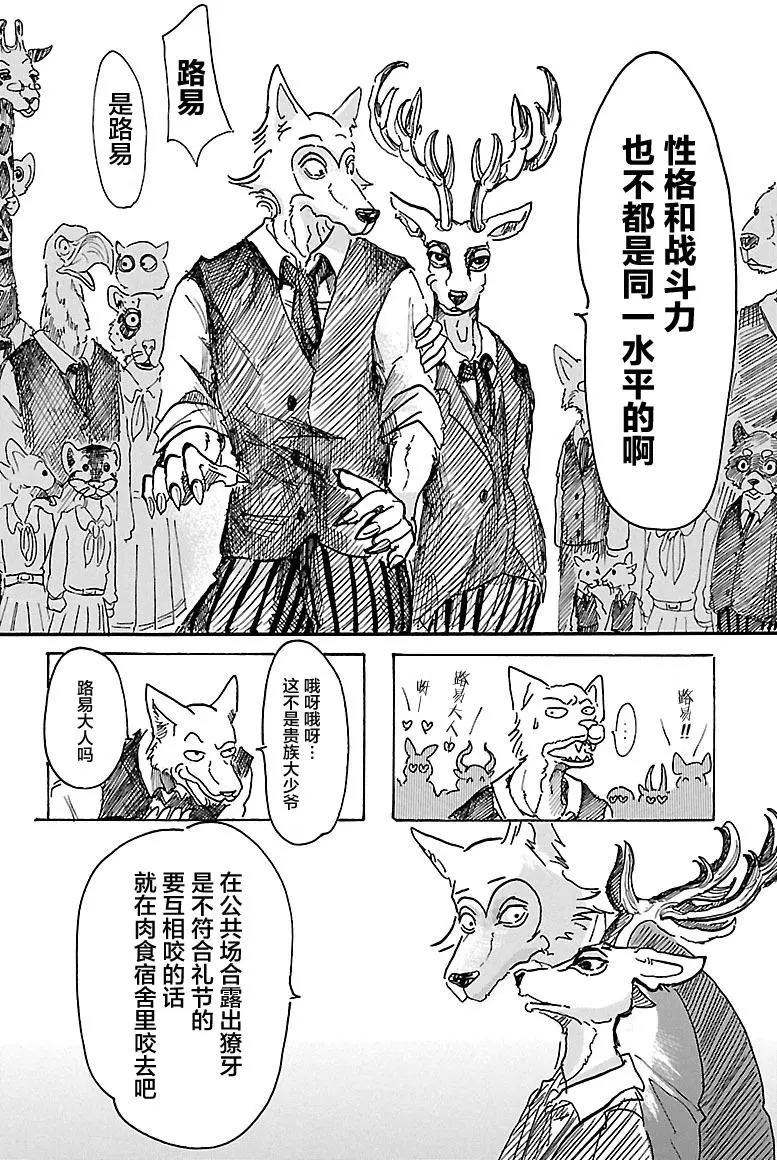 性格和战斗力
也不都是同一水平的啊
路易
是路易
路易!!
路易大人
呀
…
哦呀哦呀…
这不是贵族大少爷
路易大人吗
在公共场合露出獠牙
是不符合礼节的
要互相咬的话
就在肉食宿舍里咬去吧